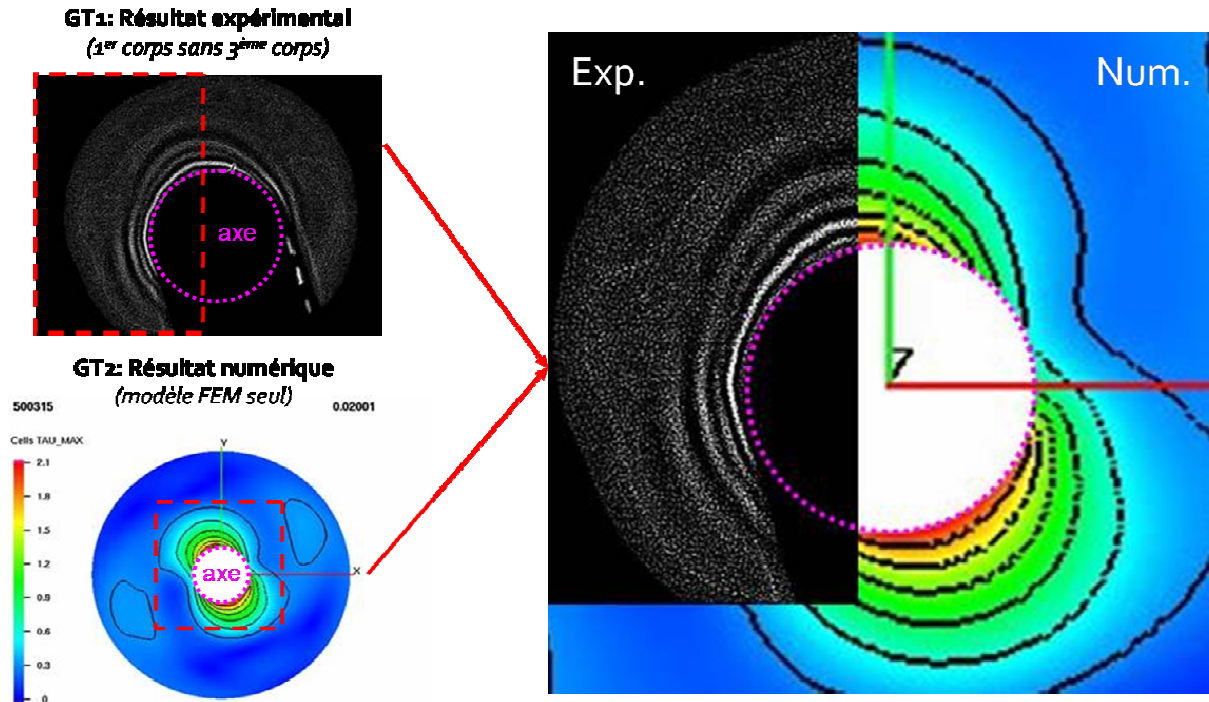 GT1: Résultat expérimental
(1er corps sans 3ème corps)
axe
GT2: Résultat numérique
(modèle FEM seul)
500315
0.02001
Cells TAU_MAX
2.1
1.8
1.5
1.2
0.9
0.6
0.3
0
Y
X
axe
Exp.
Num.
Z